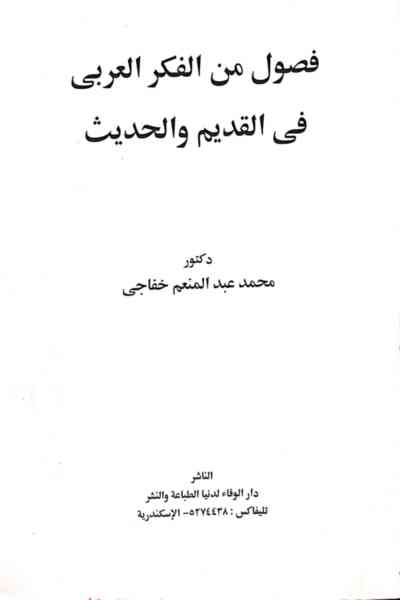 فصول من الفكر العربى
فى القديم والحديث
دكتور
محمد عبد المنعم خفاجى
الناشر
دار الوفاء لدنيا الطباعة والنشر
تليفاكس : ٥٢٧٤٤٣٨ – الإسكندرية